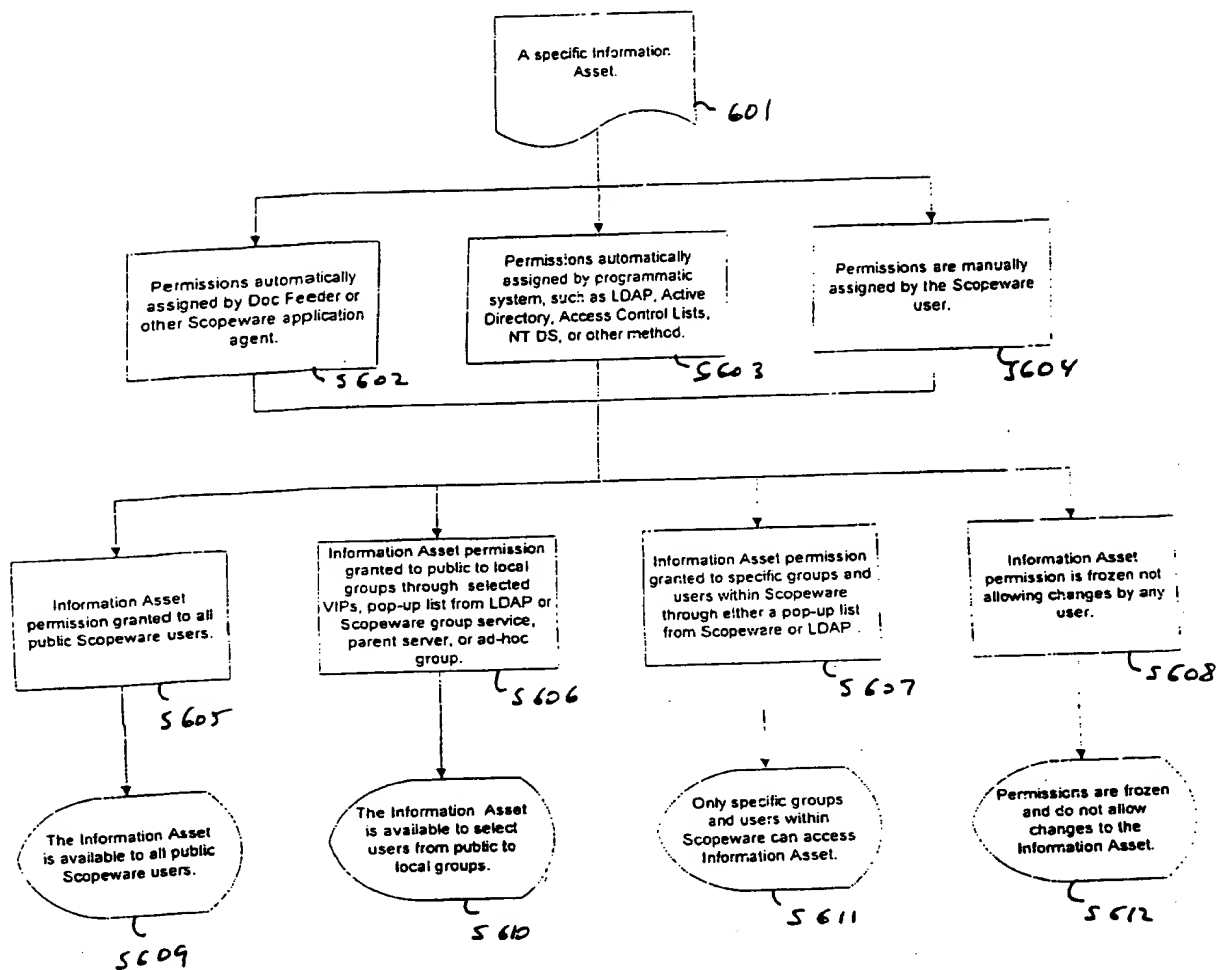 A specific Information
Asset.
601
Permissions automatically
assigned by Doc Feeder or
other Scopeware application
agent.
S602
Permissions automatically
assigned by programmatic
system, such as LDAP, Active
Directory, Access Control Lists,
NT DS, or other method.
S603
Permissions are manually
assigned by the Scopeware
user.
S604
Information Asset
permission granted to all
public Scopeware users.
S605
Information Asset permission
granted to public to local
groups through selected
VIPs, pop-up list from LDAP or
Scopeware group service,
parent server, or ad-hoc
group.
S606
Information Asset permission
granted to specific groups and
users within Scopeware
through either a pop-up list
from Scopeware or LDAP.
S607
Information Asset
permission is frozen not
allowing changes by any
user.
S608
The Information Asset
is available to all public
Scopeware users.
S609
The Information Asset
is available to select
users from public to
local groups.
S610
Only specific groups
and users within
Scopeware can access
Information Asset.
S611
Permissions are frozen
and do not allow
changes to the
Information Asset.
S612